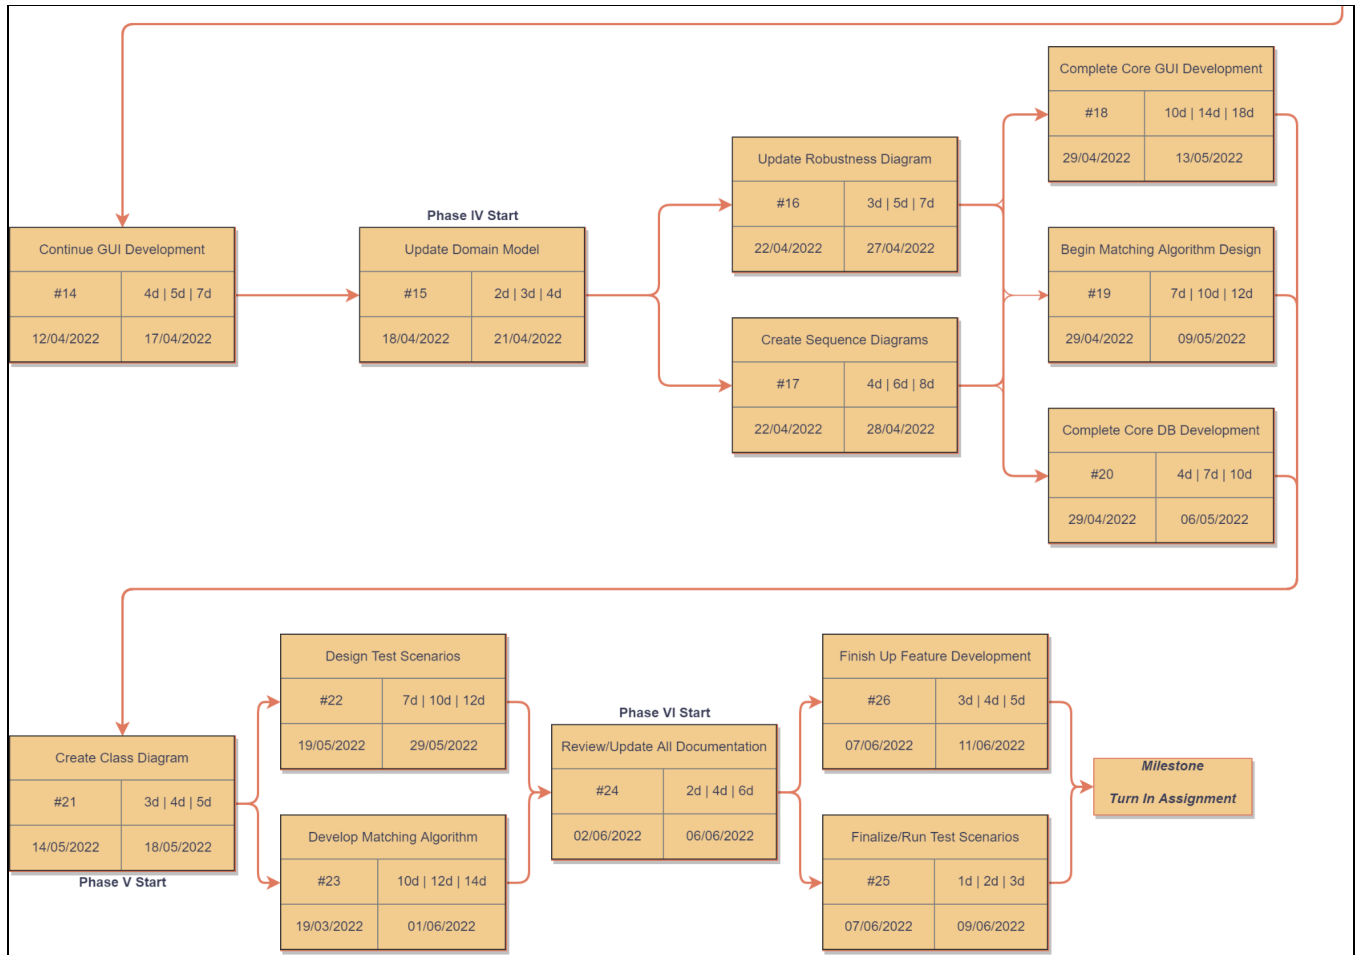 Complete Core GUI Development
#18
10d | 14d | 18d
29/04/2022
13/05/2022
Update Robustness Diagram
#16
3d | 5d | 7d
22/04/2022
27/04/2022
Phase IV Start
Continue GUI Development
#14
4d | 5d | 7d
12/04/2022
17/04/2022
Update Domain Model
#15
2d | 3d | 4d
18/04/2022
21/04/2022
Begin Matching Algorithm Design
#19
7d | 10d | 12d
29/04/2022
09/05/2022
Create Sequence Diagrams
#17
4d | 6d | 8d
22/04/2022
28/04/2022
Complete Core DB Development
#20
4d | 7d | 10d
29/04/2022
06/05/2022
Design Test Scenarios
#22
7d | 10d | 12d
19/05/2022
29/05/2022
Finish Up Feature Development
#26
3d | 4d | 5d
07/06/2022
11/06/2022
Phase VI Start
Review/Update All Documentation
#24
2d | 4d | 6d
02/06/2022
06/06/2022
Create Class Diagram
#21
3d | 4d | 5d
14/05/2022
18/05/2022
Phase V Start
Milestone
Turn In Assignment
Develop Matching Algorithm
#23
10d | 12d | 14d
19/03/2022
01/06/2022
Finalize/Run Test Scenarios
#25
1d | 2d | 3d
07/06/2022
09/06/2022